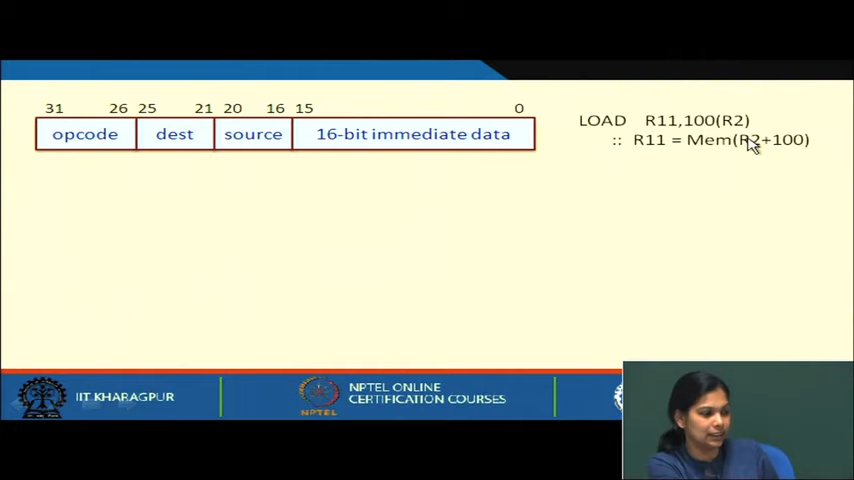 31 26 25 21 20 16 15 0
opcode dest source 16-bit immediate data
LOAD R11,100(R2)
:: R11 = Mem(R2+100)
IIT KHARAGPUR
NPTEL
NPTEL ONLINE
CERTIFICATION COURSES